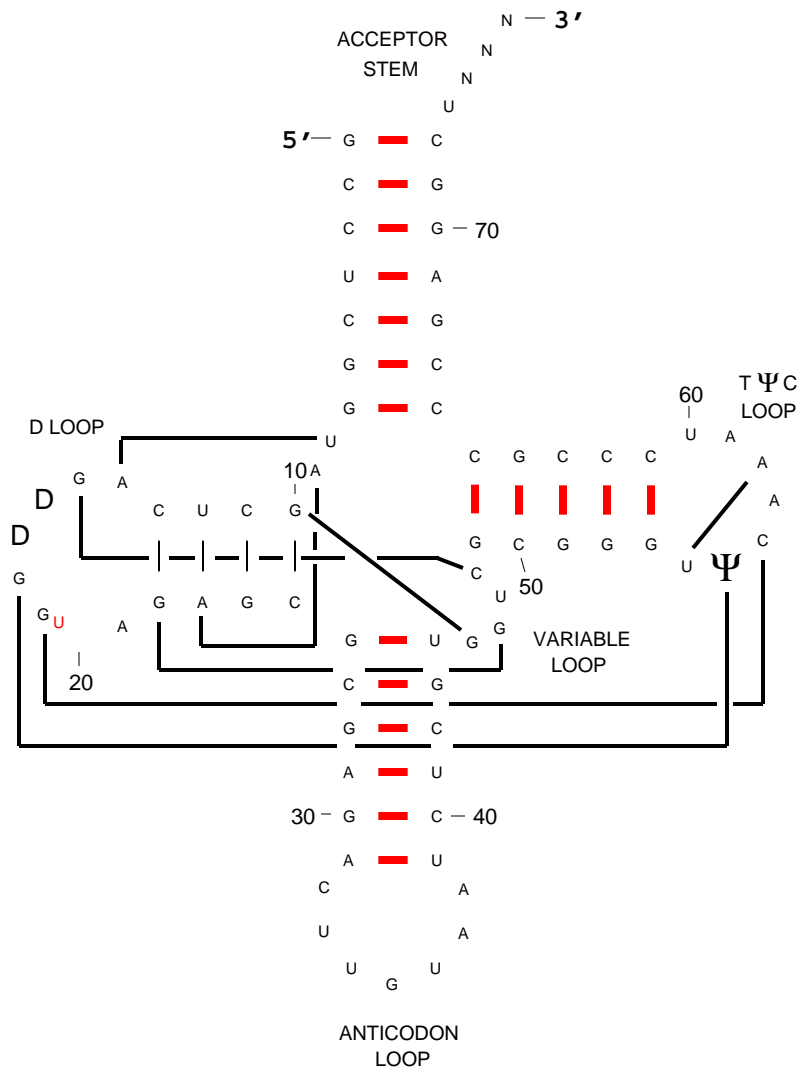 N — 3′
ACCEPTOR
N
STEM
N
U
5′ — G C
C G
C G — 70
U A
C G
G C
G C
T Ψ C
60
LOOP
D LOOP
U
U A
C G C C C
10 A
A
G A
D
C U C G
A
D
G C G G G U Ψ C
G
50
C
U
G U A G A G C
G
G U G
VARIABLE
LOOP
20
C G
G C
A U
30 — G C — 40
A U
C A
U A
U U
G
ANTICODON
LOOP